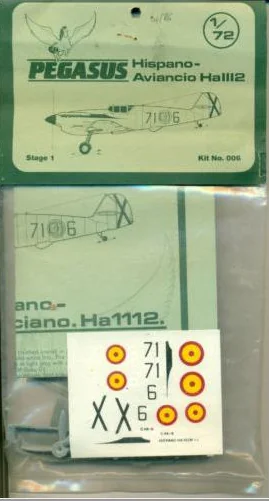 1/72
PEGASUS
Hispano-
Aviancio HaIII2
71 6
Stage 1
Kit No. 006
71 6
ano-
ciano. Ha1112.
71
71
6
X X 6